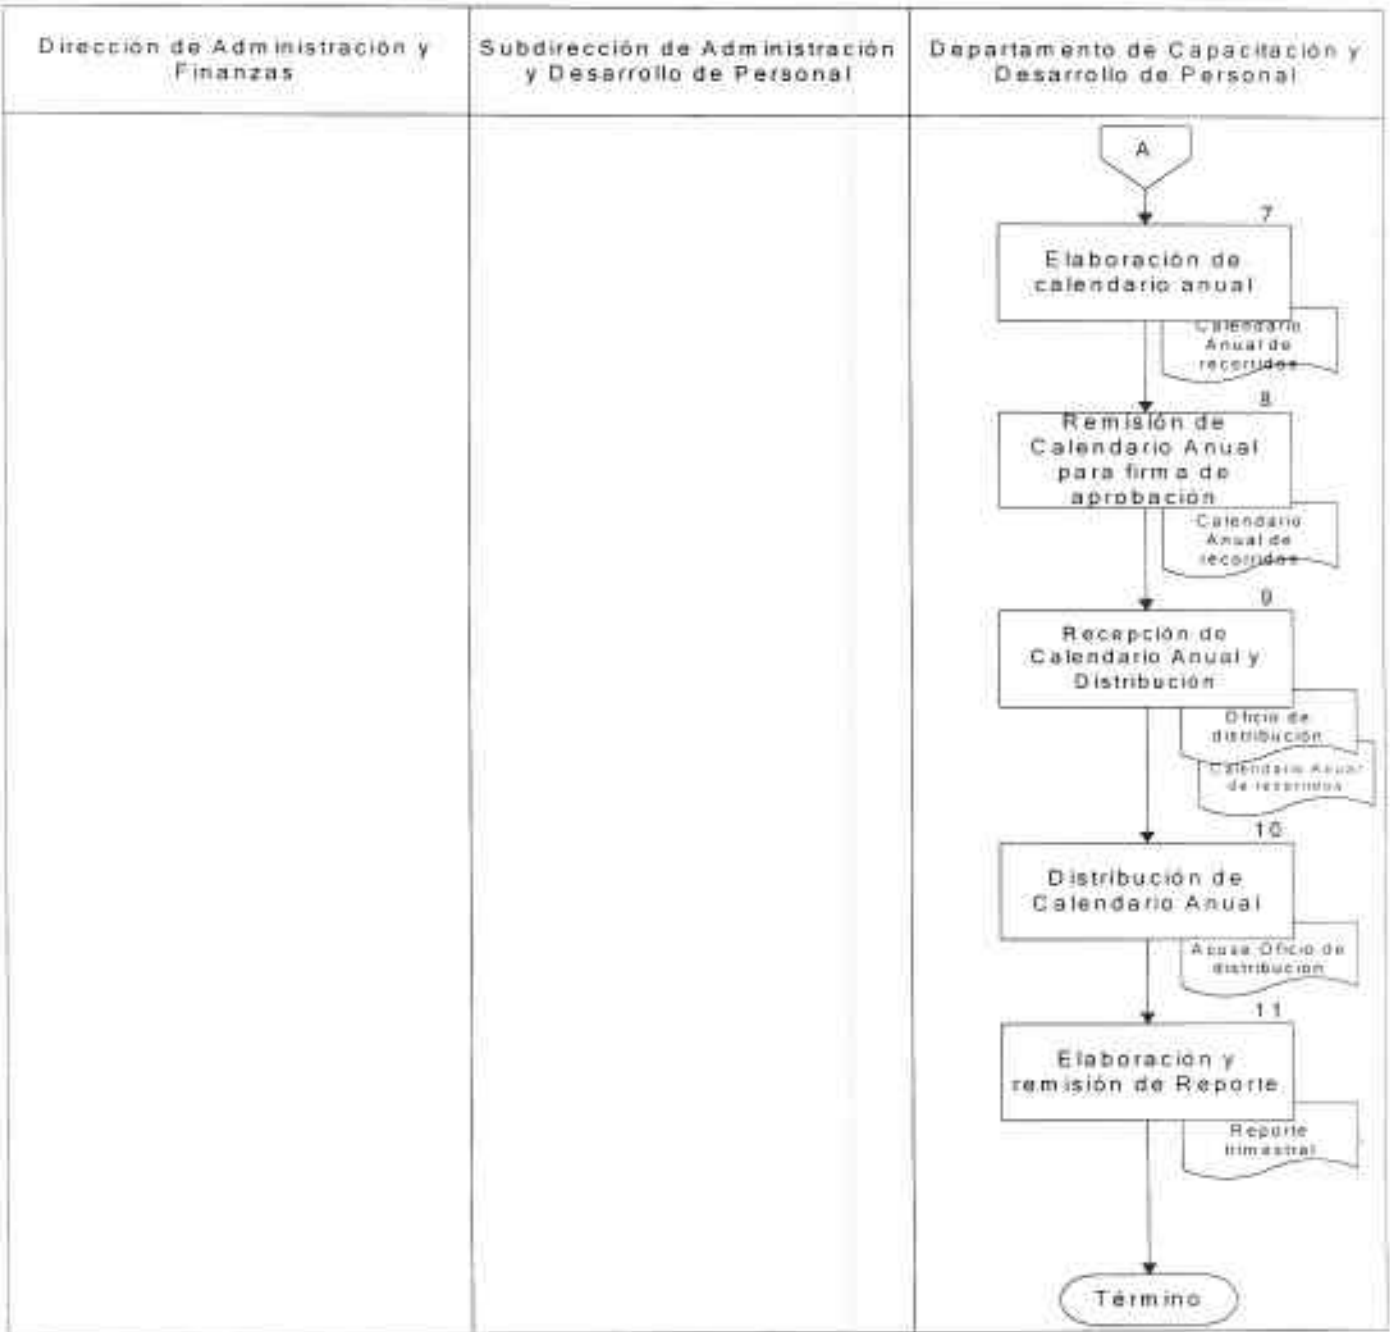 Dirección de Administración y
Finanzas
Subdirección de Administración
y Desarrollo de Personal
Departamento de Capacitación y
Desarrollo de Personal
A
7
Elaboración de
calendario anual
Calendario
Anual de
recorridos
8
Remisión de
Calendario Anual
para firma de
aprobación
Calendario
Anual de
recorridos
9
Recepción de
Calendario Anual y
Distribución
Oficio de
distribución
Calendario Anual
de recorridos
10
Distribución de
Calendario Anual
Acuse Oficio de
distribución
11
Elaboración y
remisión de Reporte
Reporte
trimestral
Término